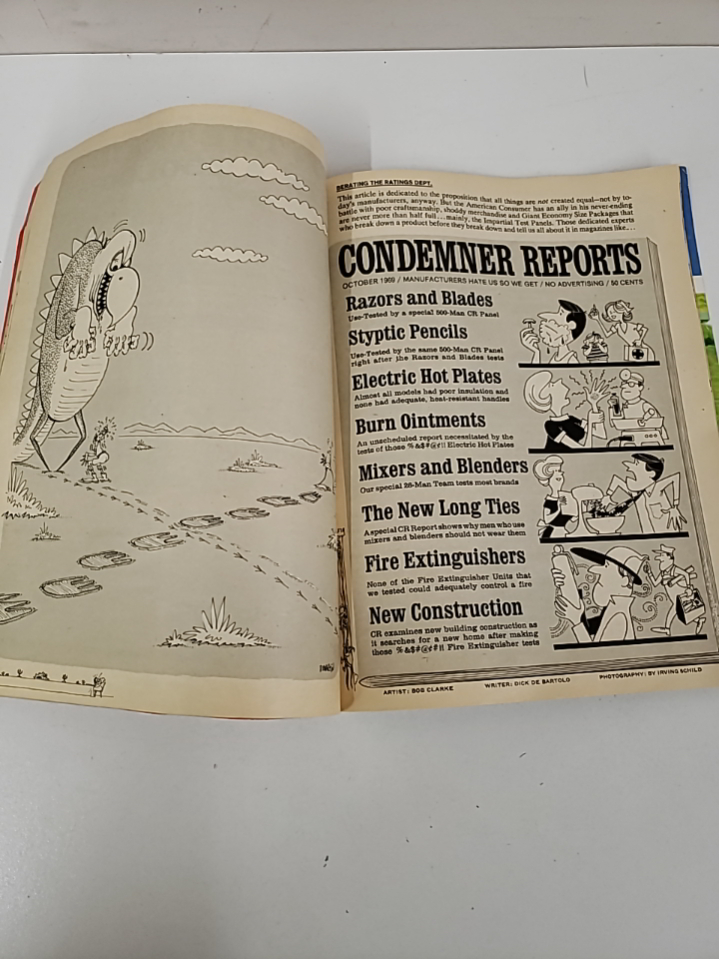 BERATING THE RATINGS DEPT.
This article is dedicated to the proposition that all things are not created equal—not by to-
day's manufacturers, anyway. But the American Consumer has an ally in his never-ending
battle with poor craftsmanship, shoddy merchandise and Giant Economy Size Packages that
are never more than half full...mainly, the Impartial Test Panels. Those dedicated experts
who break down a product before they break down and tell us all about it in magazines like...
CONDEMNER REPORTS
OCTOBER 1969 / MANUFACTURERS HATE US SO WE GET / NO ADVERTISING / 50 CENTS
Razors and Blades
Use-Tested by a special 500-Man CR Panel
Styptic Pencils
Use-Tested by the same 500-Man CR Panel
right after the Razors and Blades tests
Electric Hot Plates
Almost all models had poor insulation and
none had adequate, heat-resistant handles
Burn Ointments
An unscheduled report necessitated by the
tests of those %&$#@¢!! Electric Hot Plates
Mixers and Blenders
Our special 26-Man Team tests most brands
The New Long Ties
A special CR Report shows why men who use
mixers and blenders should not wear them
Fire Extinguishers
None of the Fire Extinguisher Units that
we tested could adequately control a fire
New Construction
CR examines new building construction as
it searches for a new home after making
those %&$#@¢#!! Fire Extinguisher tests
ARTIST: BOB CLARKE
WRITER: DICK DE BARTOLO
PHOTOGRAPHY: BY IRVING SCHILD